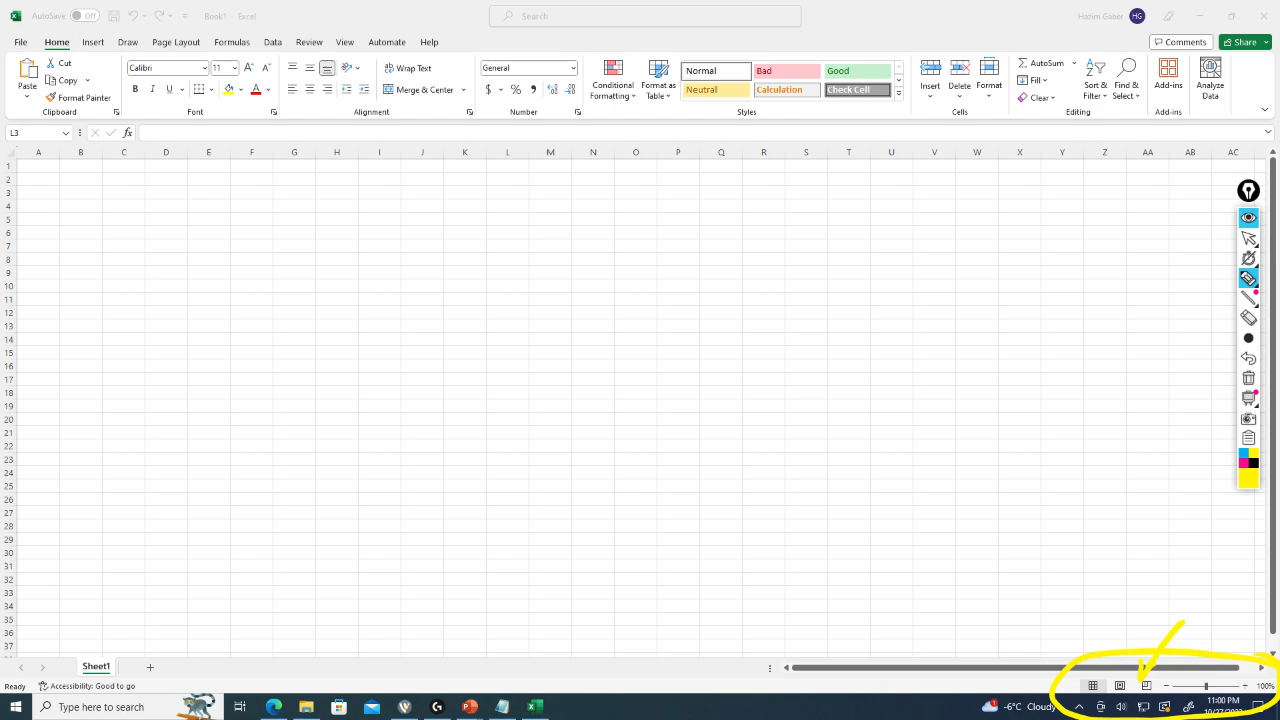 AutoSave Off Book1 - Excel Search Hazim Gaber HG
File Home Insert Draw Page Layout Formulas Data Review View Automate Help Comments Share
Paste Cut Copy Format Painter
Clipboard
Calibri 11 A A
B I U A
Font
Wrap Text
Merge & Center
Alignment
General
$ % 9
Number
Conditional Formatting
Format as Table
Normal Bad Good
Neutral Calculation Check Cell
Styles
Insert Delete Format
Cells
AutoSum
Fill
Clear
Sort & Filter
Find & Select
Editing
Add-ins
Add-ins
Analyze Data
L3 fx
A B C D E F G H I J K L M N O P Q R S T U V W X Y Z AA AB AC
1
2
3
4
5
6
7
8
9
10
11
12
13
14
15
16
17
18
19
20
21
22
23
24
25
26
27
28
29
30
31
32
33
34
35
36
37
Sheet1
Ready Accessibility: Good to go 100%
Type here to search -6°C Cloudy 11:00 PM